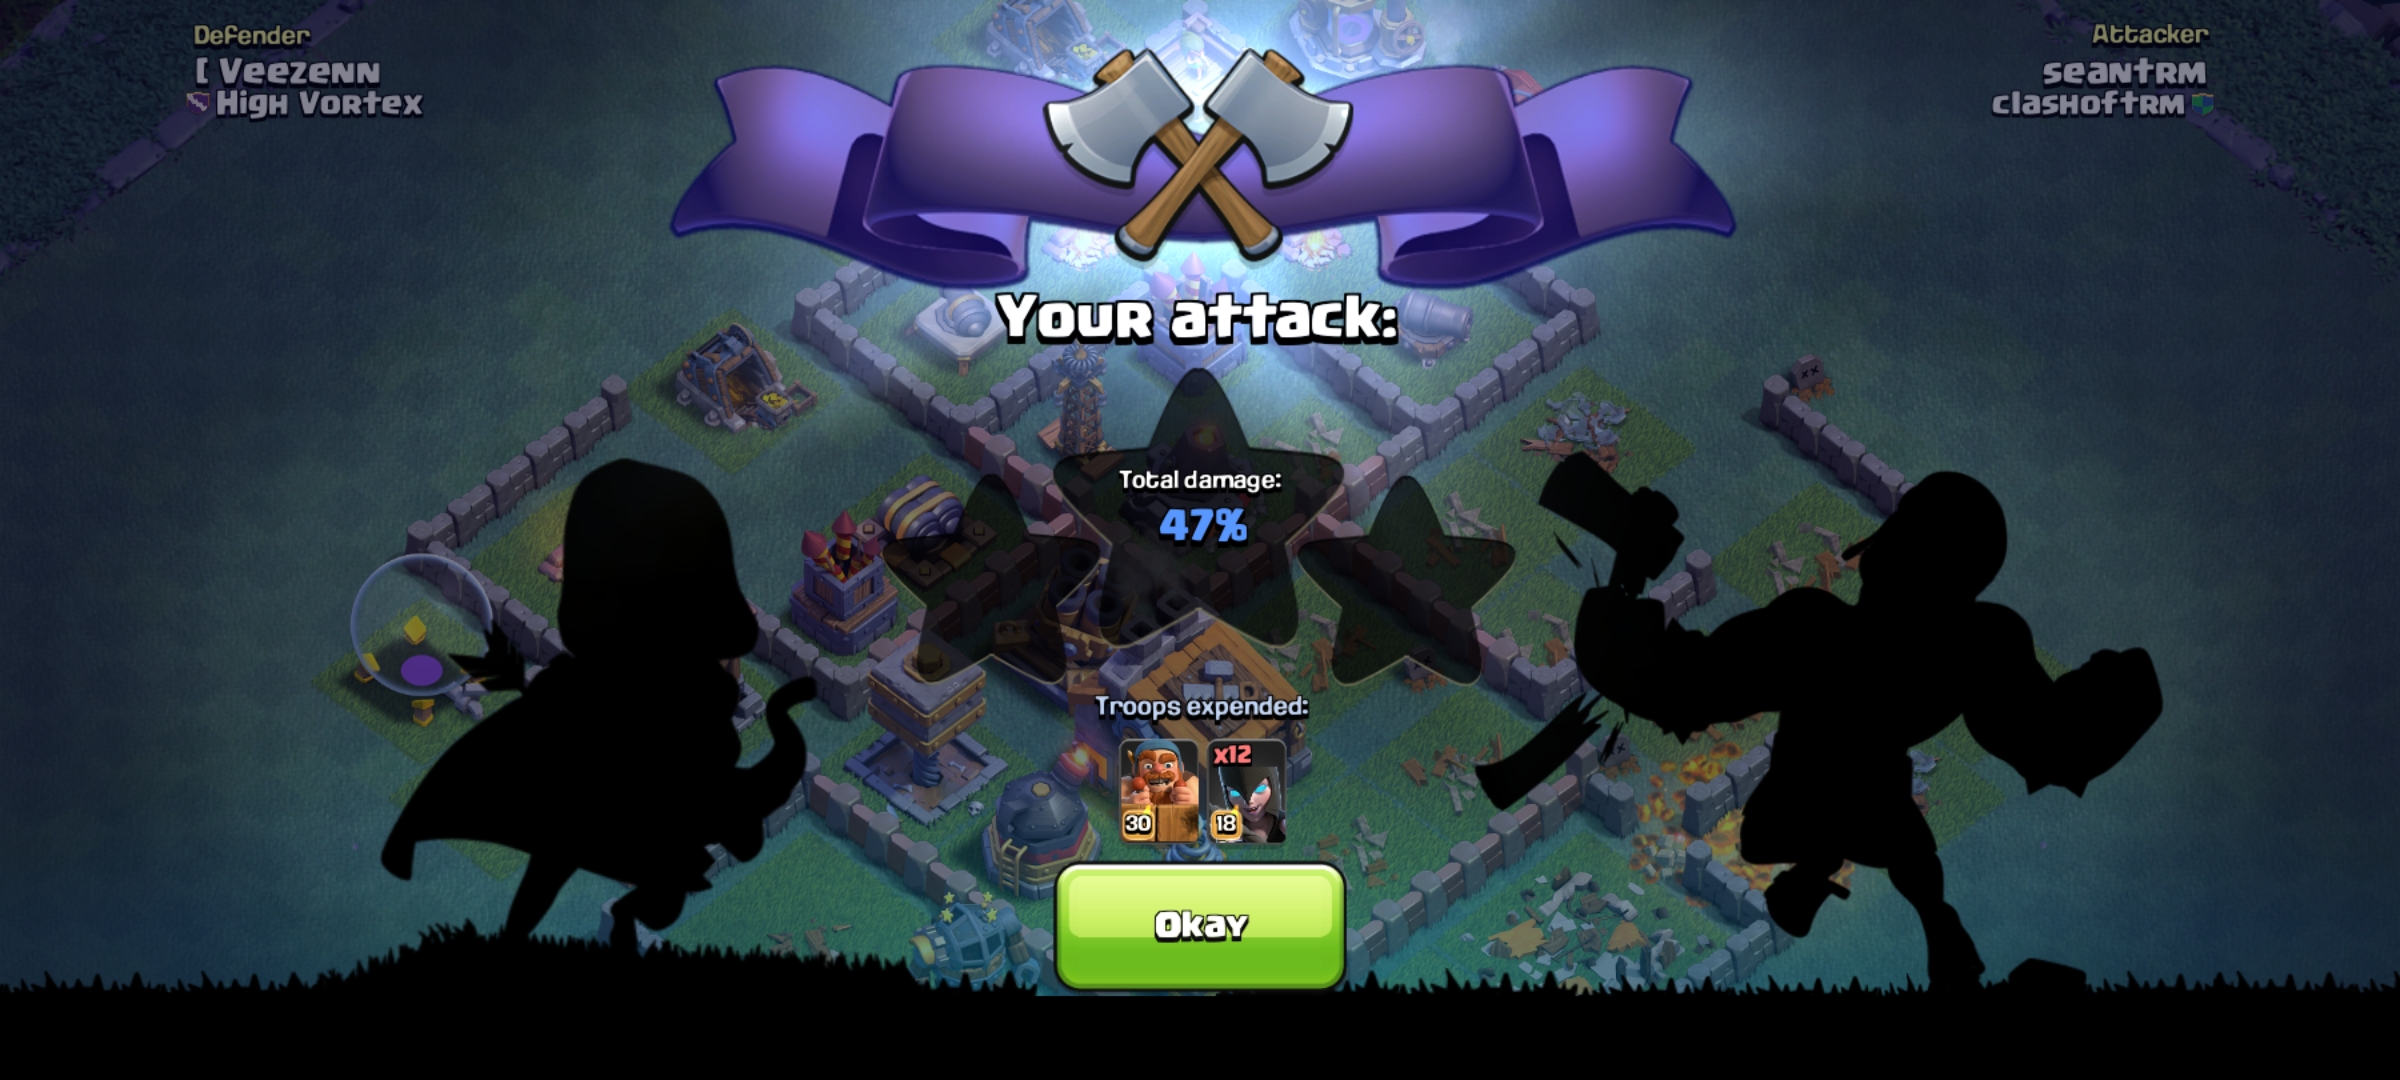 Defender
[ Veezenn
High Vortex
Attacker
seantrm
clashoftrm
Your attack:
Total damage:
47%
Troops expended:
x12
30
18
Okay